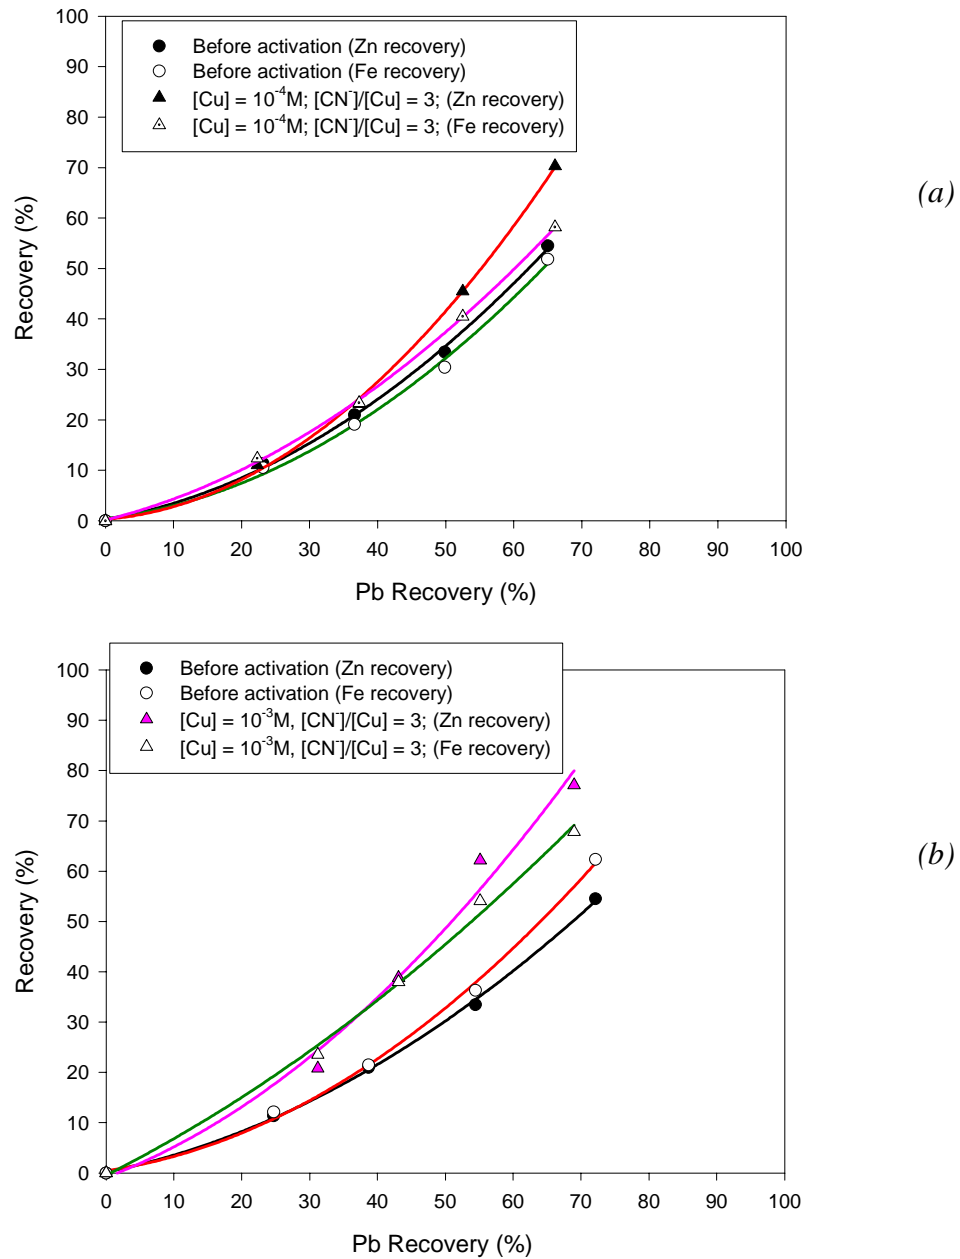 100
90
80
70
60
50
40
30
20
10
0
Recovery (%)
Before activation (Zn recovery)
Before activation (Fe recovery)
[Cu] = 10⁻⁴M; [CN⁻]/[Cu] = 3; (Zn recovery)
[Cu] = 10⁻⁴M; [CN⁻]/[Cu] = 3; (Fe recovery)
(a)
0 10 20 30 40 50 60 70 80 90 100
Pb Recovery (%)
100
90
80
70
60
50
40
30
20
10
0
Recovery (%)
Before activation (Zn recovery)
Before activation (Fe recovery)
[Cu] = 10⁻³M, [CN⁻]/[Cu] = 3; (Zn recovery)
[Cu] = 10⁻³M, [CN⁻]/[Cu] = 3; (Fe recovery)
(b)
0 10 20 30 40 50 60 70 80 90 100
Pb Recovery (%)